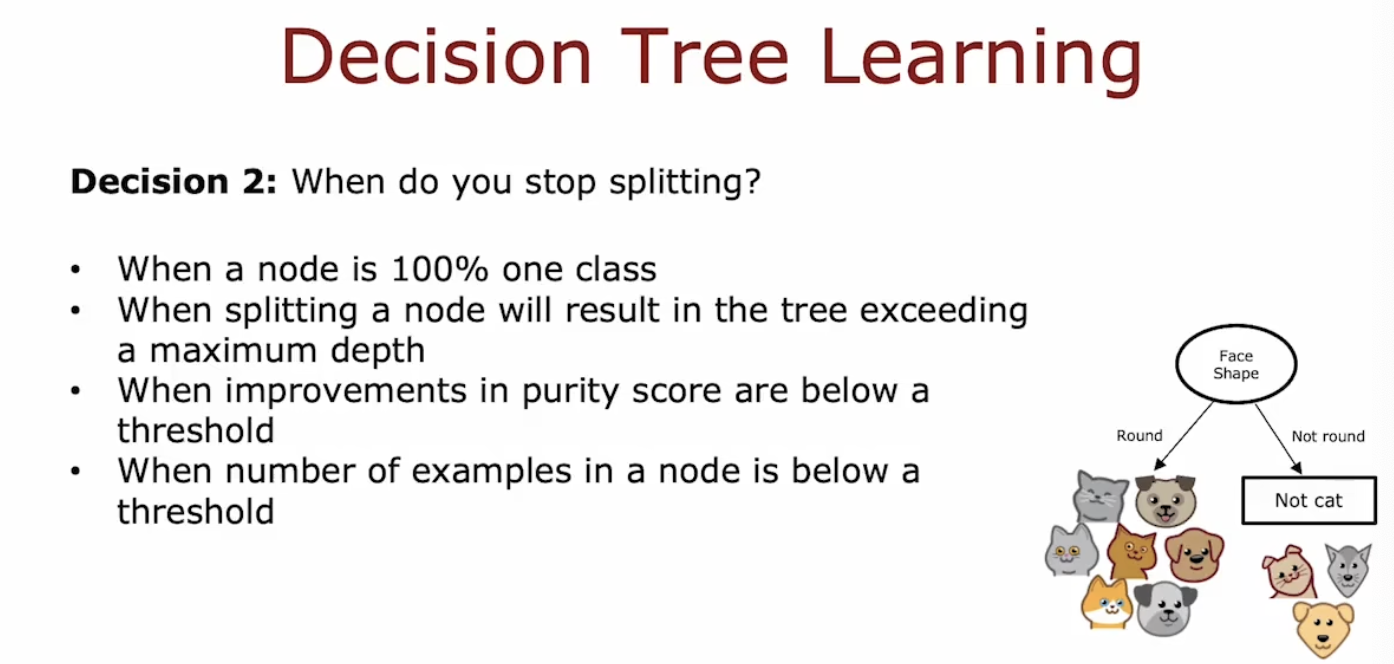 Decision Tree Learning
Decision 2: When do you stop splitting?
• When a node is 100% one class
• When splitting a node will result in the tree exceeding
a maximum depth
• When improvements in purity score are below a
threshold
• When number of examples in a node is below a
threshold
Face
Shape
Round
Not round
Not cat